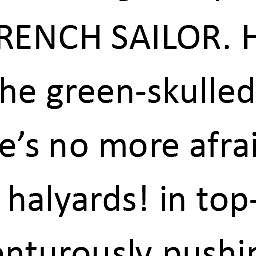 RENCH SAILOR. H
he green-skulled
e’s no more afrai
halyards! in top-
nturously pushin